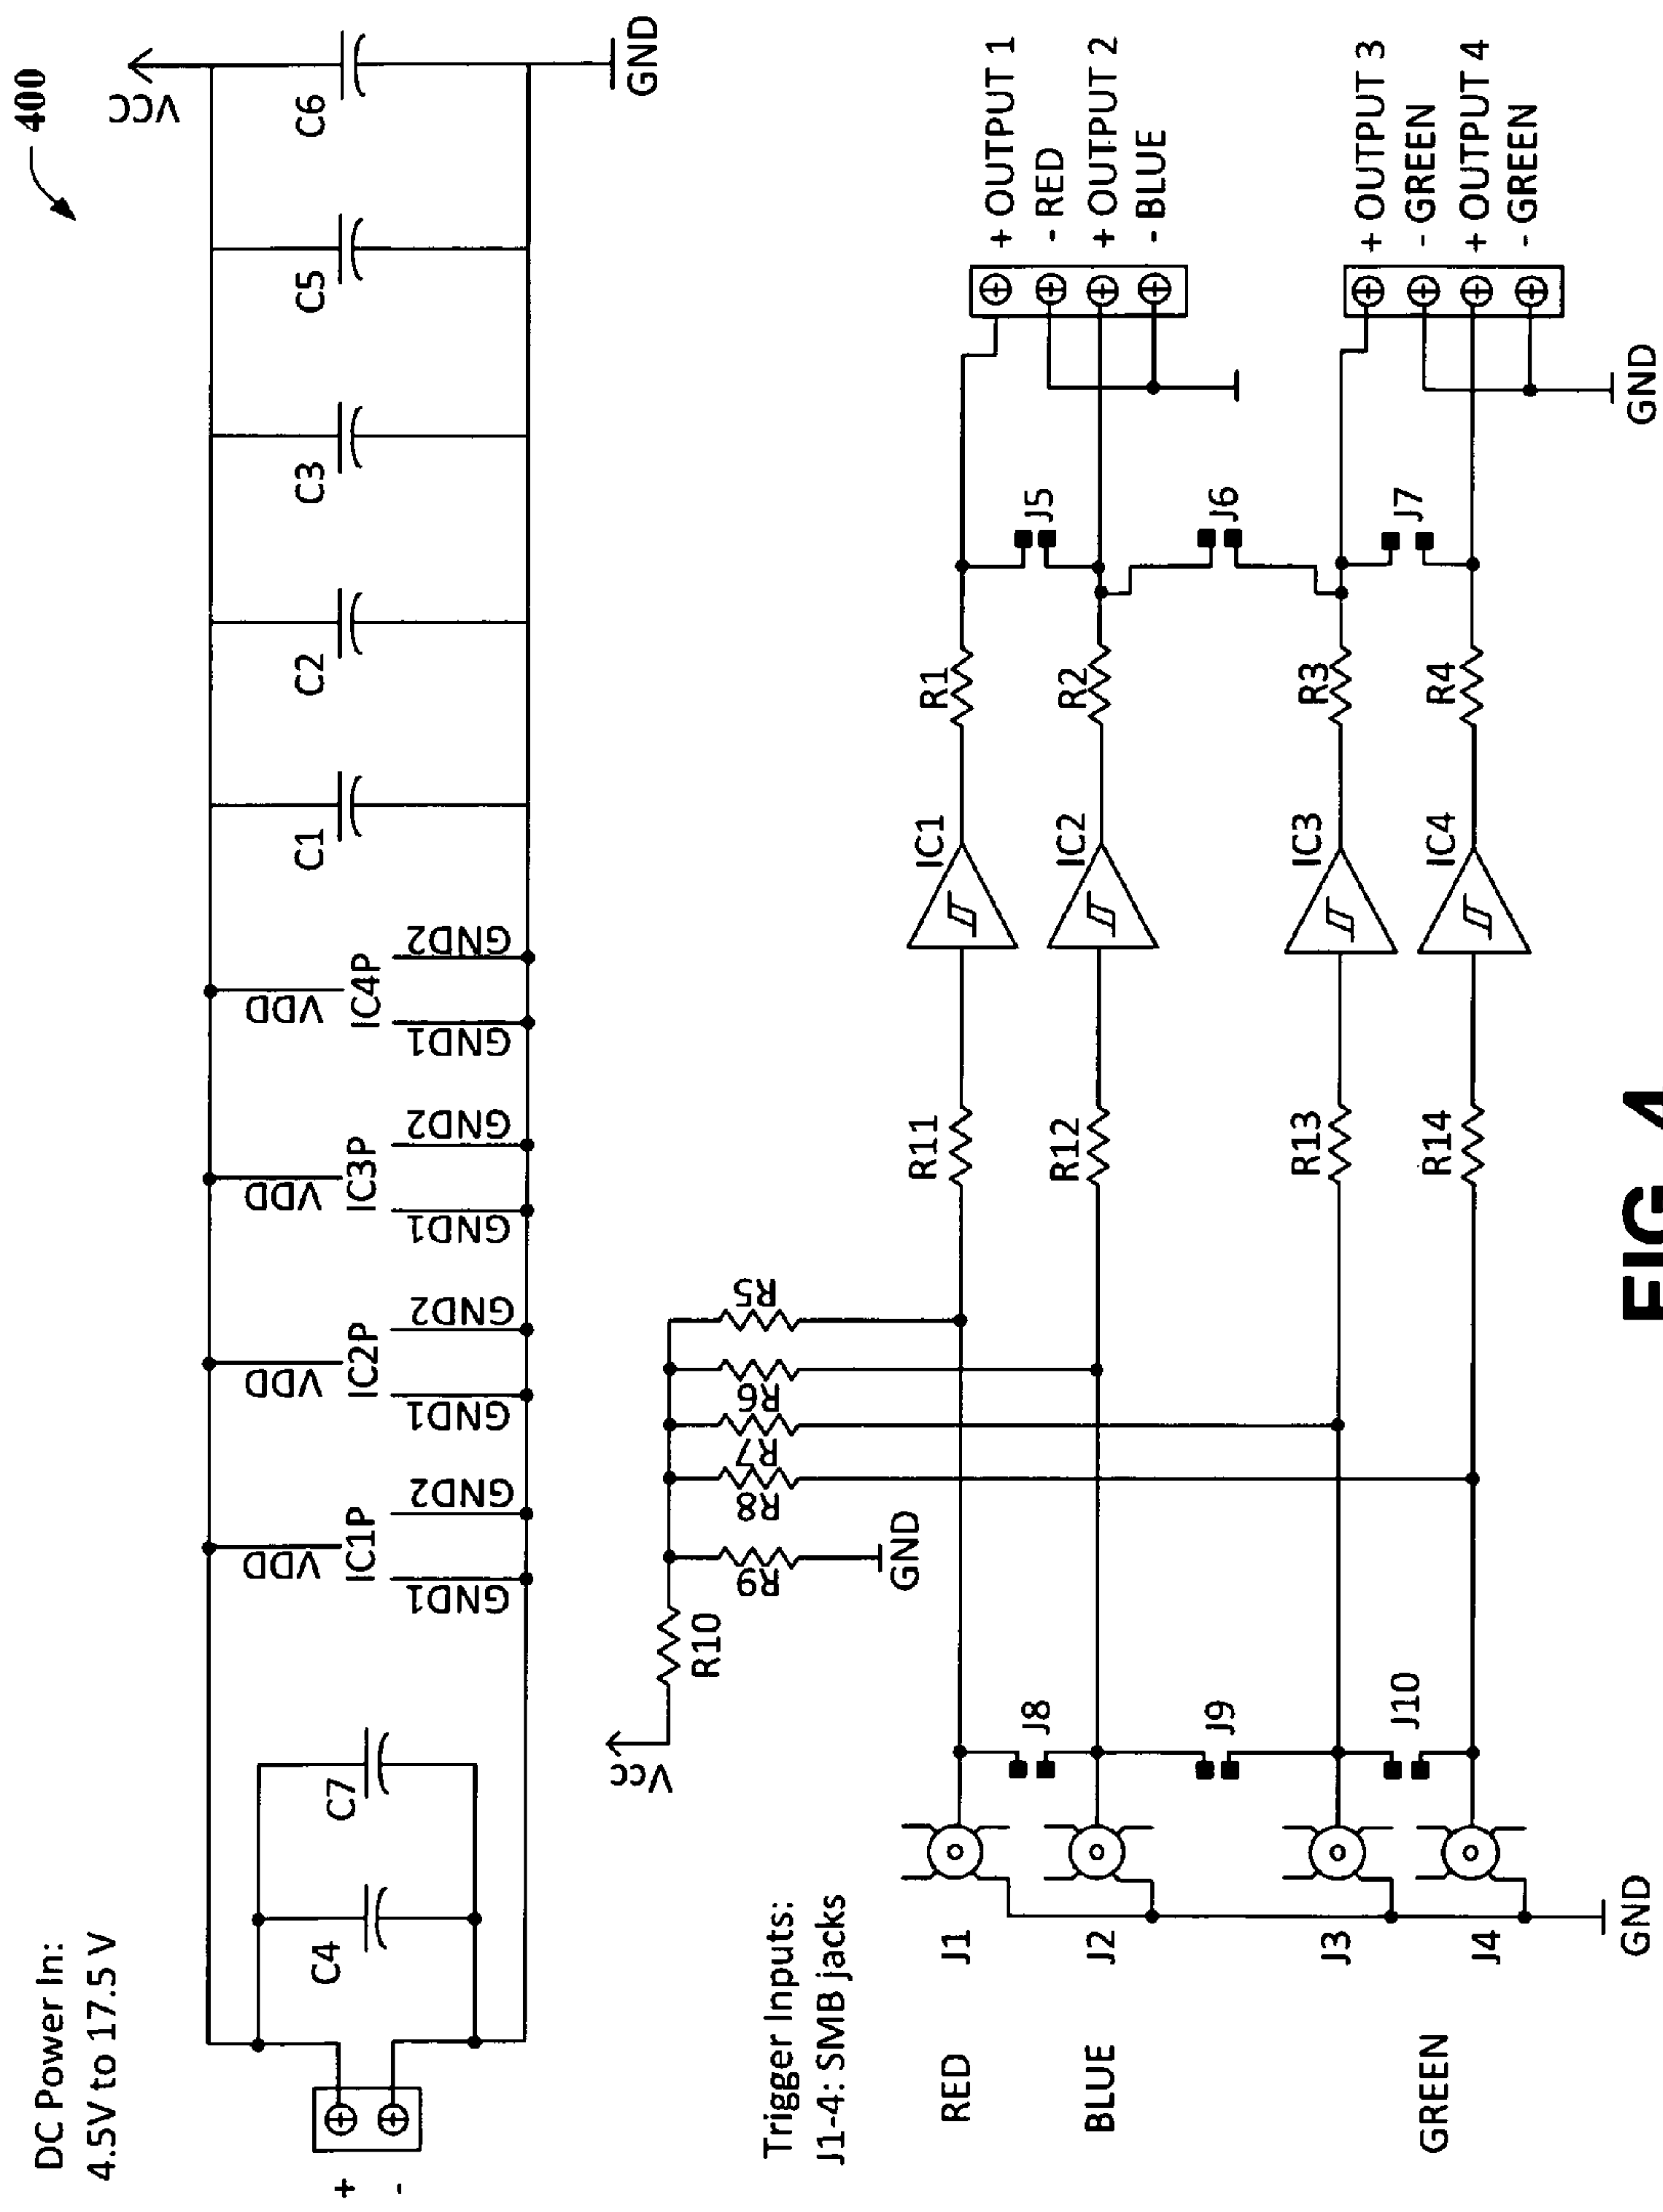 400
DC Power In:
4.5V to 17.5 V
+
-
C4
C7
VDD
IC1P
GND1
GND2
VDD
IC2P
GND1
GND2
VDD
IC3P
GND1
GND2
VDD
IC4P
GND1
GND2
C1
C2
C3
C5
C6
VCC
GND
Vcc
R10
R9
R8
R7
R6
R5
GND
Trigger Inputs:
J1-4: SMB jacks
RED
J1
J8
R11
IC1
R1
J5
+ OUTPUT 1
- RED
BLUE
J2
J9
R12
IC2
R2
J6
+ OUTPUT 2
- BLUE
J3
J10
R13
IC3
R3
J7
+ OUTPUT 3
- GREEN
GREEN
J4
R14
IC4
R4
+ OUTPUT 4
- GREEN
GND
GND
FIG 4